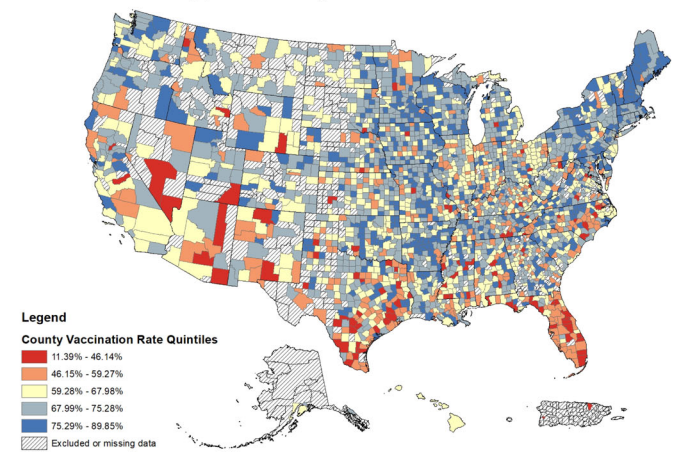 Legend
County Vaccination Rate Quintiles
11.39% - 46.14%
46.15% - 59.27%
59.28% - 67.98%
67.99% - 75.28%
75.29% - 89.85%
Excluded or missing data